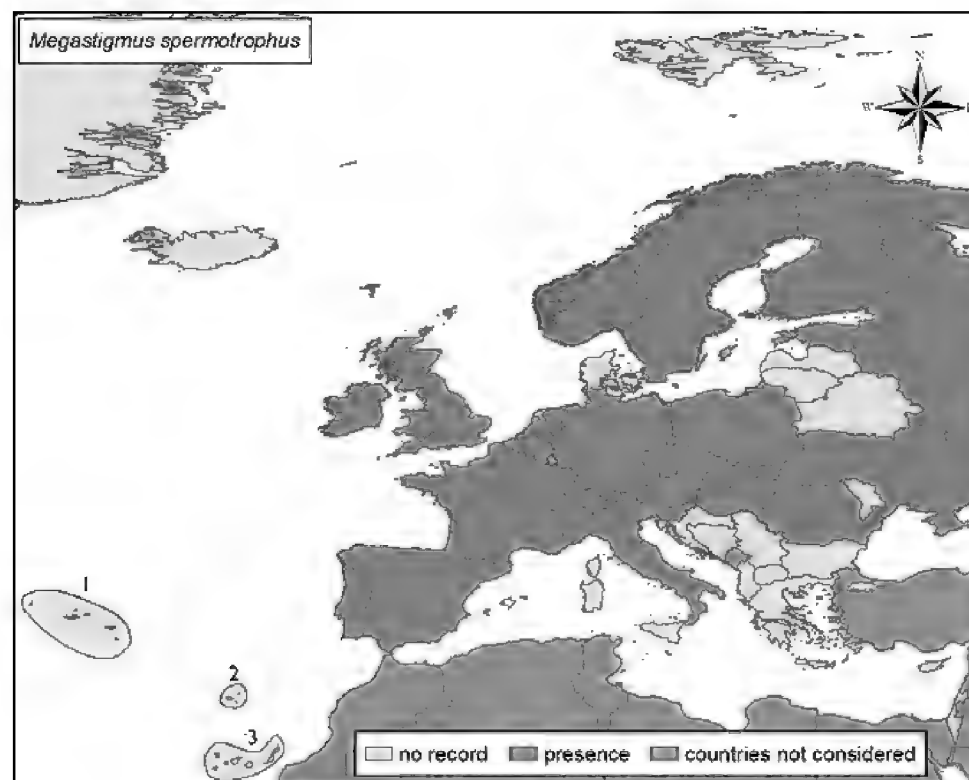 Megastigmus spermotrophus
N
W
E
S
1
2
3
no record presence countries not considered